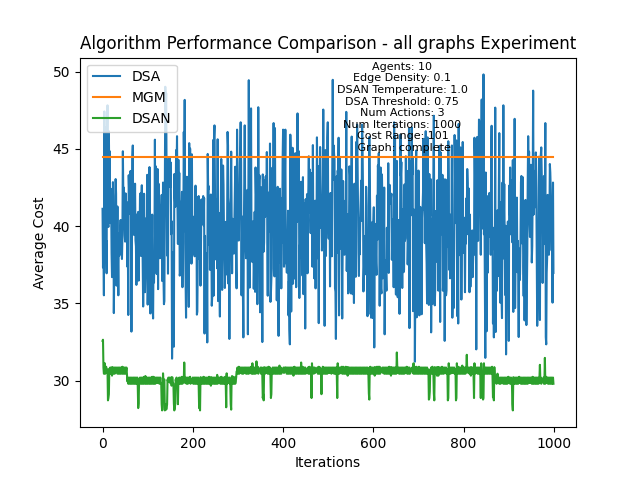 Algorithm Performance Comparison - all graphs Experiment
DSA
MGM
DSAN
Agents: 10
Edge Density: 0.1
DSAN Temperature: 1.0
DSA Threshold: 0.75
Num Actions: 3
Num Iterations: 1000
Cost Range: 101
Graph: complete
Average Cost
50
45
40
35
30
0
200
400
600
800
1000
Iterations